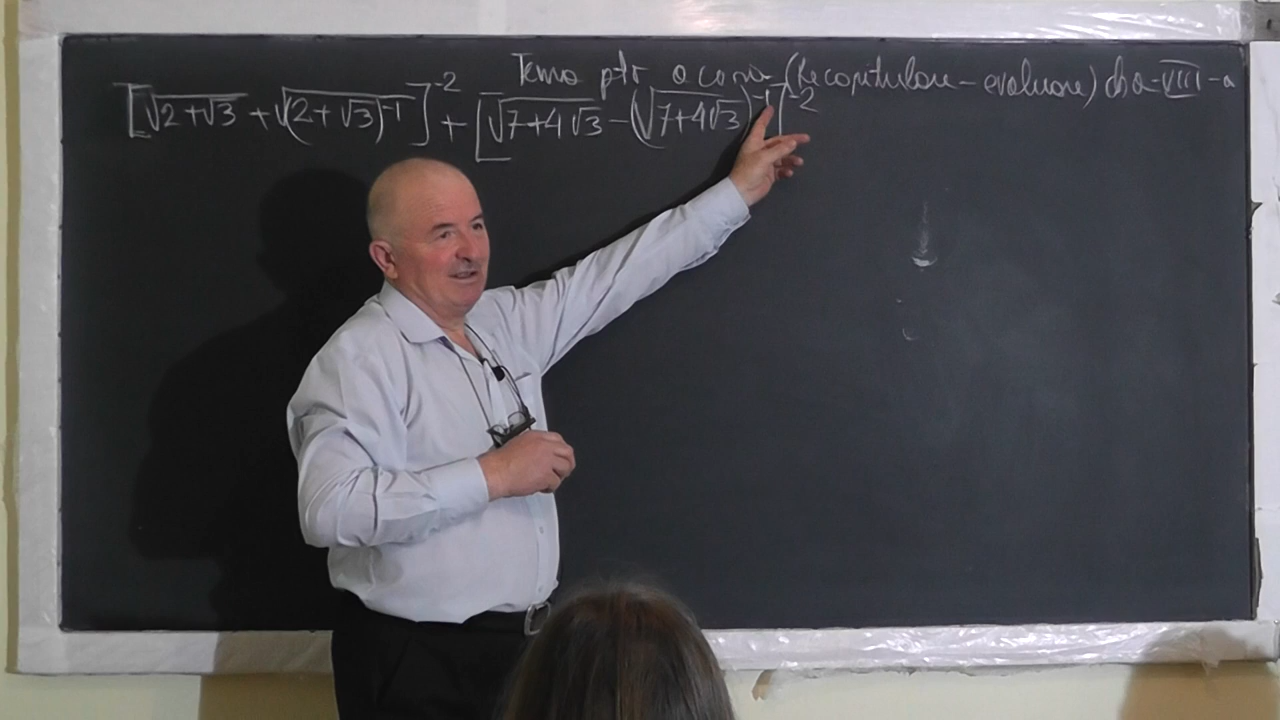 Tema ptr acasă (Recapitulare - evaluare) cls a-VIII-a
[√(2+√3) + √((2+√3)⁻¹)]⁻² + [√(7+4√3) - (√(7+4√3))⁻¹]⁻²